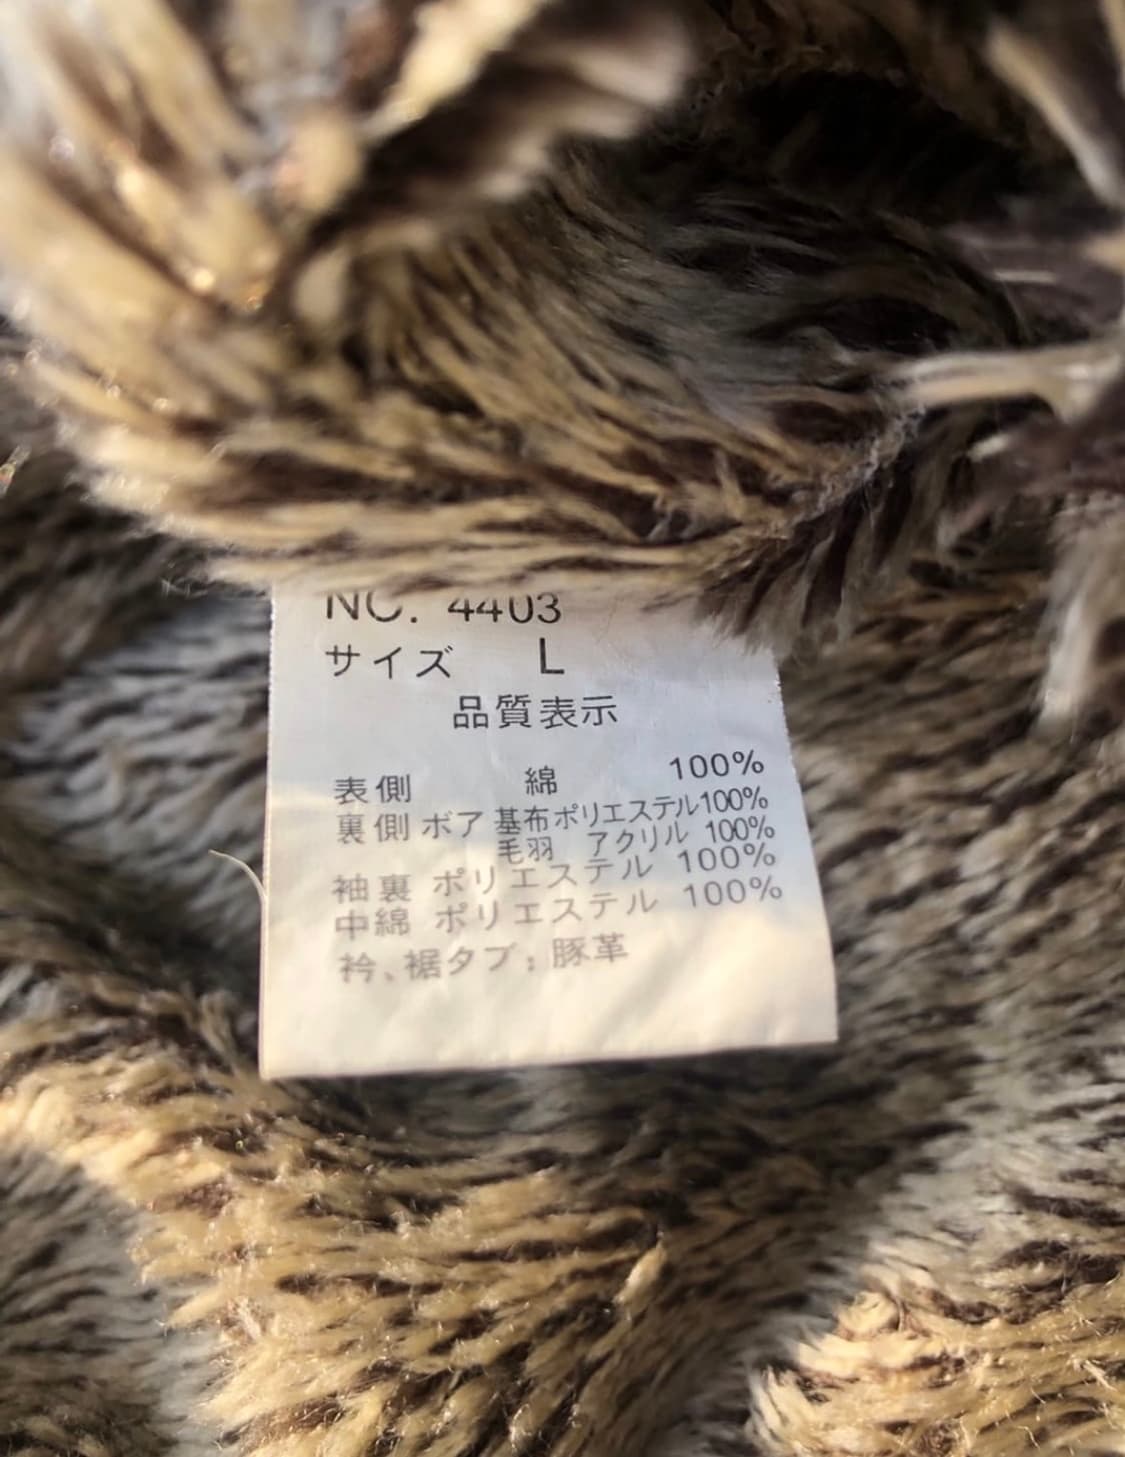 NO. 4403
サイズ L
品質表示
表側 綿 100%
裏側 ボア 基布ポリエステル100%
毛羽 アクリル 100%
袖裏 ポリエステル 100%
中綿 ポリエステル 100%
衿、裾タブ；豚革